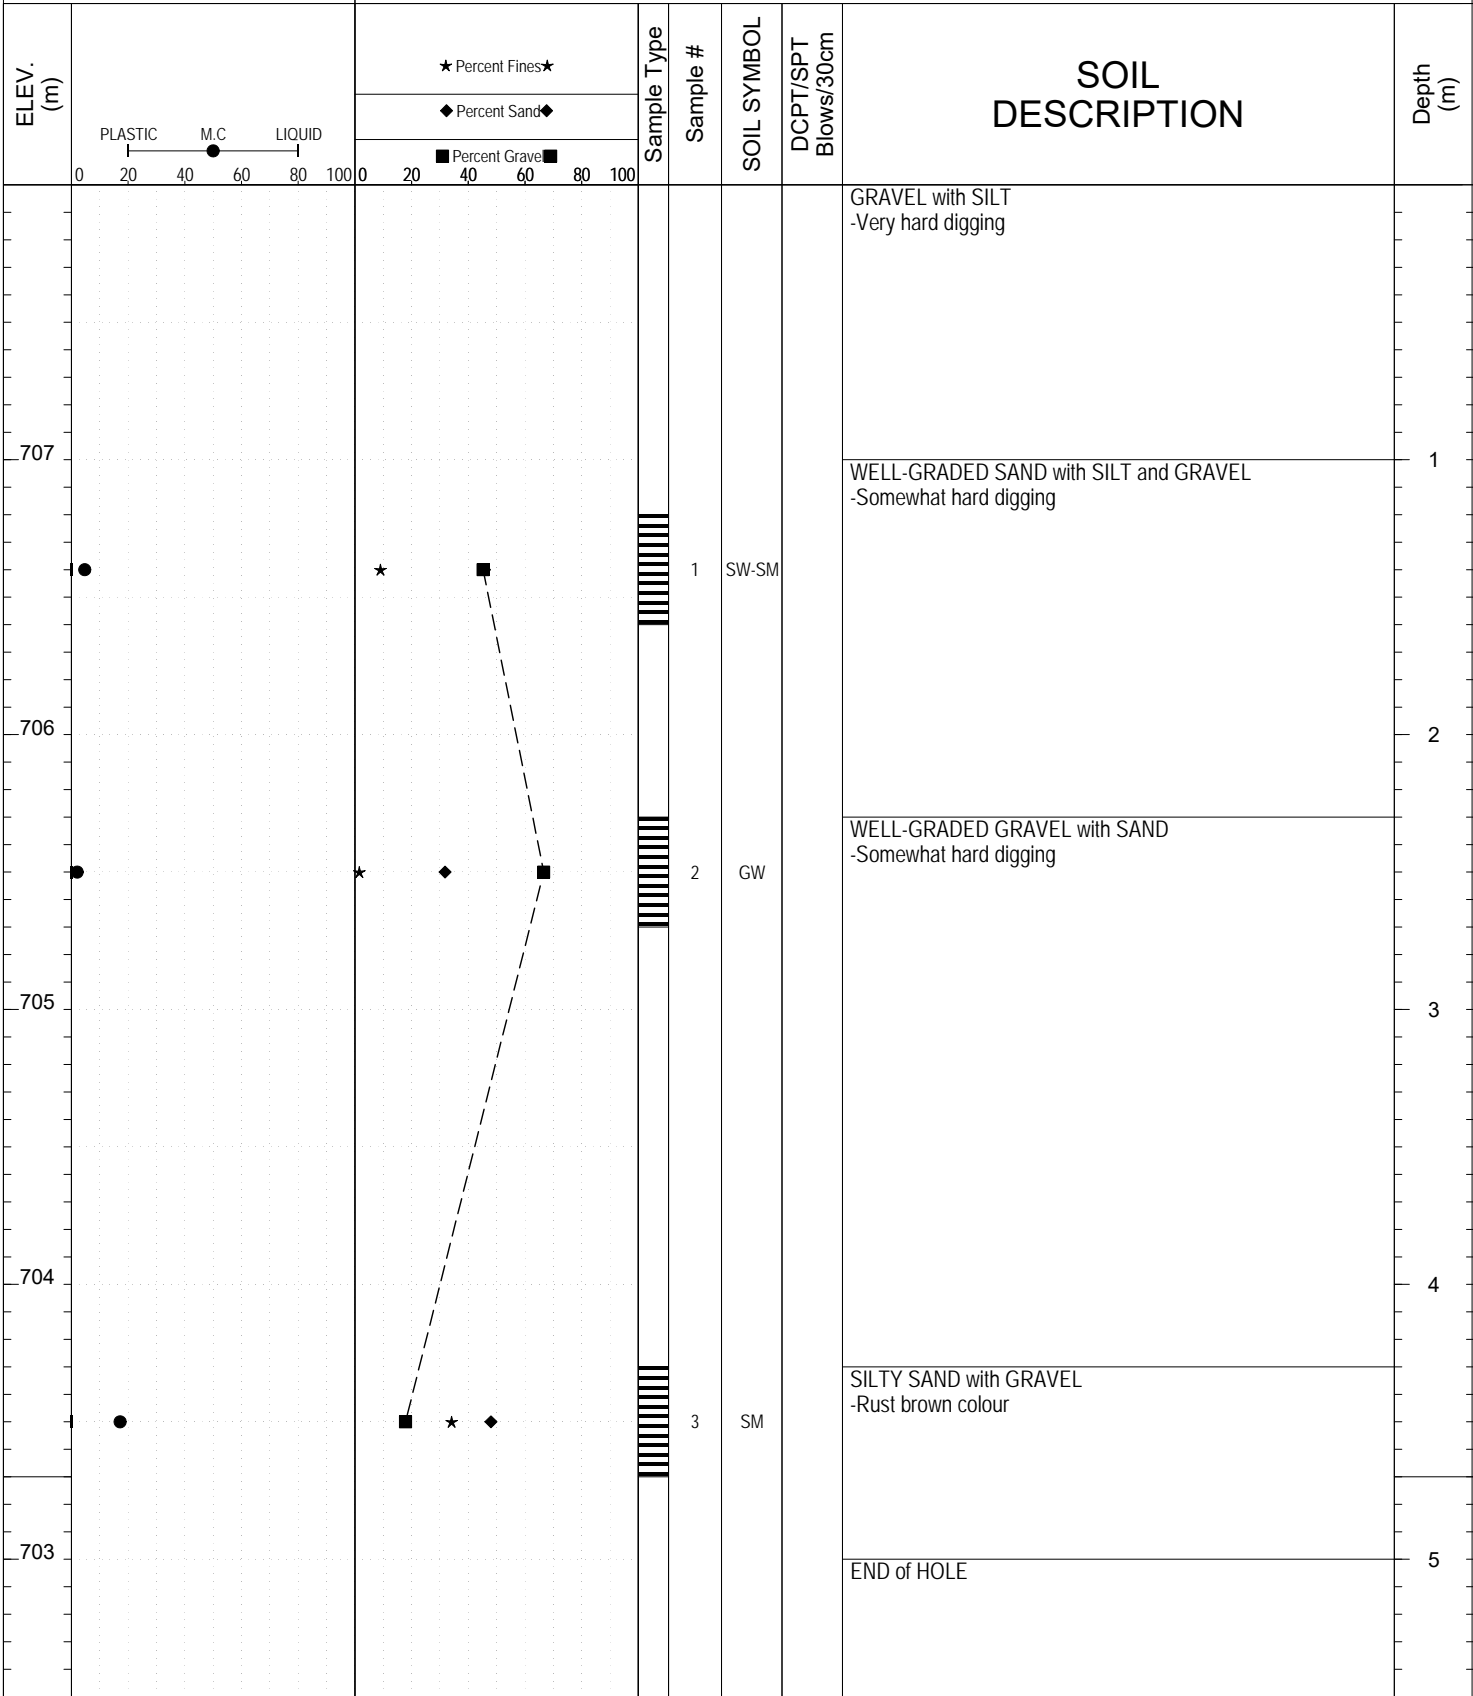 ELEV.
(m)
PLASTIC M.C LIQUID
0 20 40 60 80 100
★ Percent Fines★
◆ Percent Sand◆
■ Percent Gravel■
0 20 40 60 80 100
Sample Type
Sample #
SOIL SYMBOL
DCPT/SPT
Blows/30cm
SOIL
DESCRIPTION
Depth
(m)
GRAVEL with SILT
-Very hard digging
707
1
WELL-GRADED SAND with SILT and GRAVEL
-Somewhat hard digging
1 SW-SM
706
2
WELL-GRADED GRAVEL with SAND
-Somewhat hard digging
2 GW
705
3
704
4
SILTY SAND with GRAVEL
-Rust brown colour
3 SM
703
5
END of HOLE